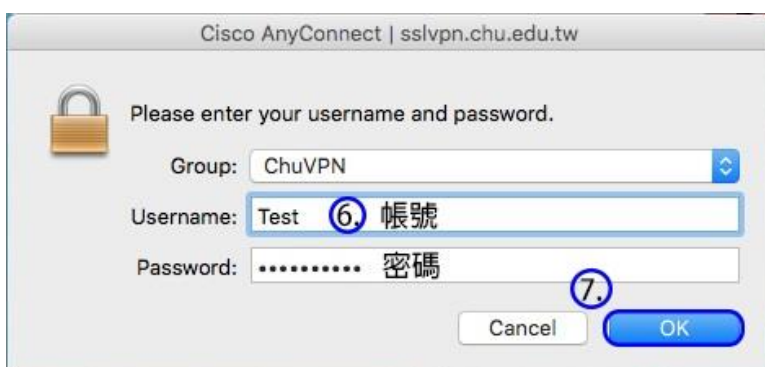 Cisco AnyConnect | sslvpn.chu.edu.tw
Please enter your username and password.
Group: ChuVPN
Username: Test 6. 帳號
Password: •••••••••• 密碼
7.
Cancel OK